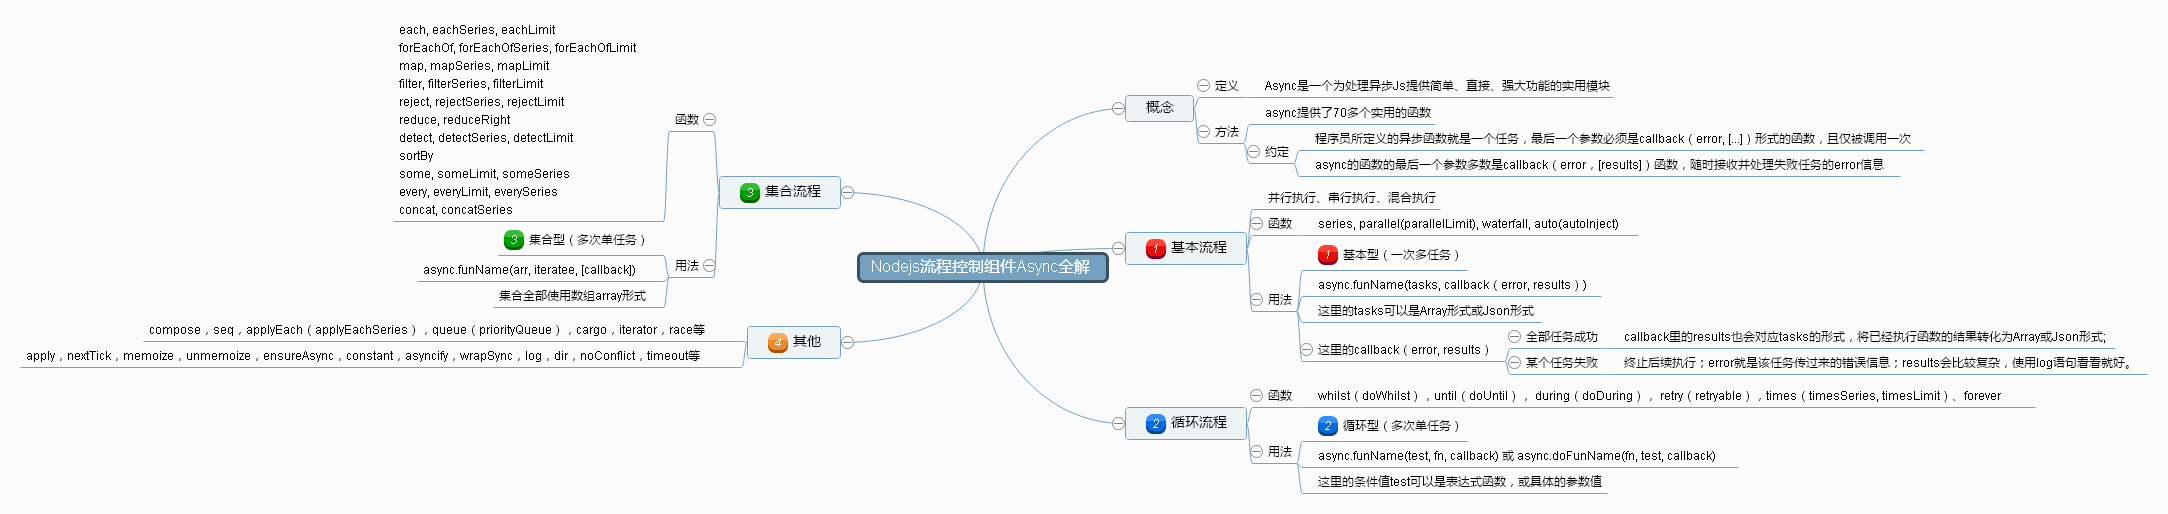 Nodejs流程控制组件Async全解
概念
定义
Async是一个为处理异步Js提供简单、直接、强大功能的实用模块
方法
async提供了70多个实用的函数
约定
程序员所定义的异步函数就是一个任务，最后一个参数必须是callback（error, [...]）形式的函数，且仅被调用一次
async的函数的最后一个参数多数是callback（error，[results]）函数，随时接收并处理失败任务的error信息
1 基本流程
并行执行、串行执行、混合执行
函数
series, parallel(parallelLimit), waterfall, auto(autoInject)
用法
1 基本型（一次多任务）
async.funName(tasks, callback（error, results）)
这里的tasks可以是Array形式或Json形式
这里的callback（error, results）
全部任务成功
callback里的results也会对应tasks的形式，将已经执行函数的结果转化为Array或Json形式;
某个任务失败
终止后续执行；error就是该任务传过来的错误信息；results会比较复杂，使用log语句看看就好。
2 循环流程
函数
whilst（doWhilst），until（doUntil）， during（doDuring）， retry（retryable），times（timesSeries, timesLimit）、forever
用法
2 循环型（多次单任务）
async.funName(test, fn, callback) 或 async.doFunName(fn, test, callback)
这里的条件值test可以是表达式函数，或具体的参数值
3 集合流程
函数
each, eachSeries, eachLimit
forEachOf, forEachOfSeries, forEachOfLimit
map, mapSeries, mapLimit
filter, filterSeries, filterLimit
reject, rejectSeries, rejectLimit
reduce, reduceRight
detect, detectSeries, detectLimit
sortBy
some, someLimit, someSeries
every, everyLimit, everySeries
concat, concatSeries
用法
3 集合型（多次单任务）
async.funName(arr, iteratee, [callback])
集合全部使用数组array形式
4 其他
compose，seq，applyEach（applyEachSeries），queue（priorityQueue），cargo，iterator，race等
apply，nextTick，memoize，unmemoize，ensureAsync，constant，asyncify，wrapSync，log，dir，noConflict，timeout等